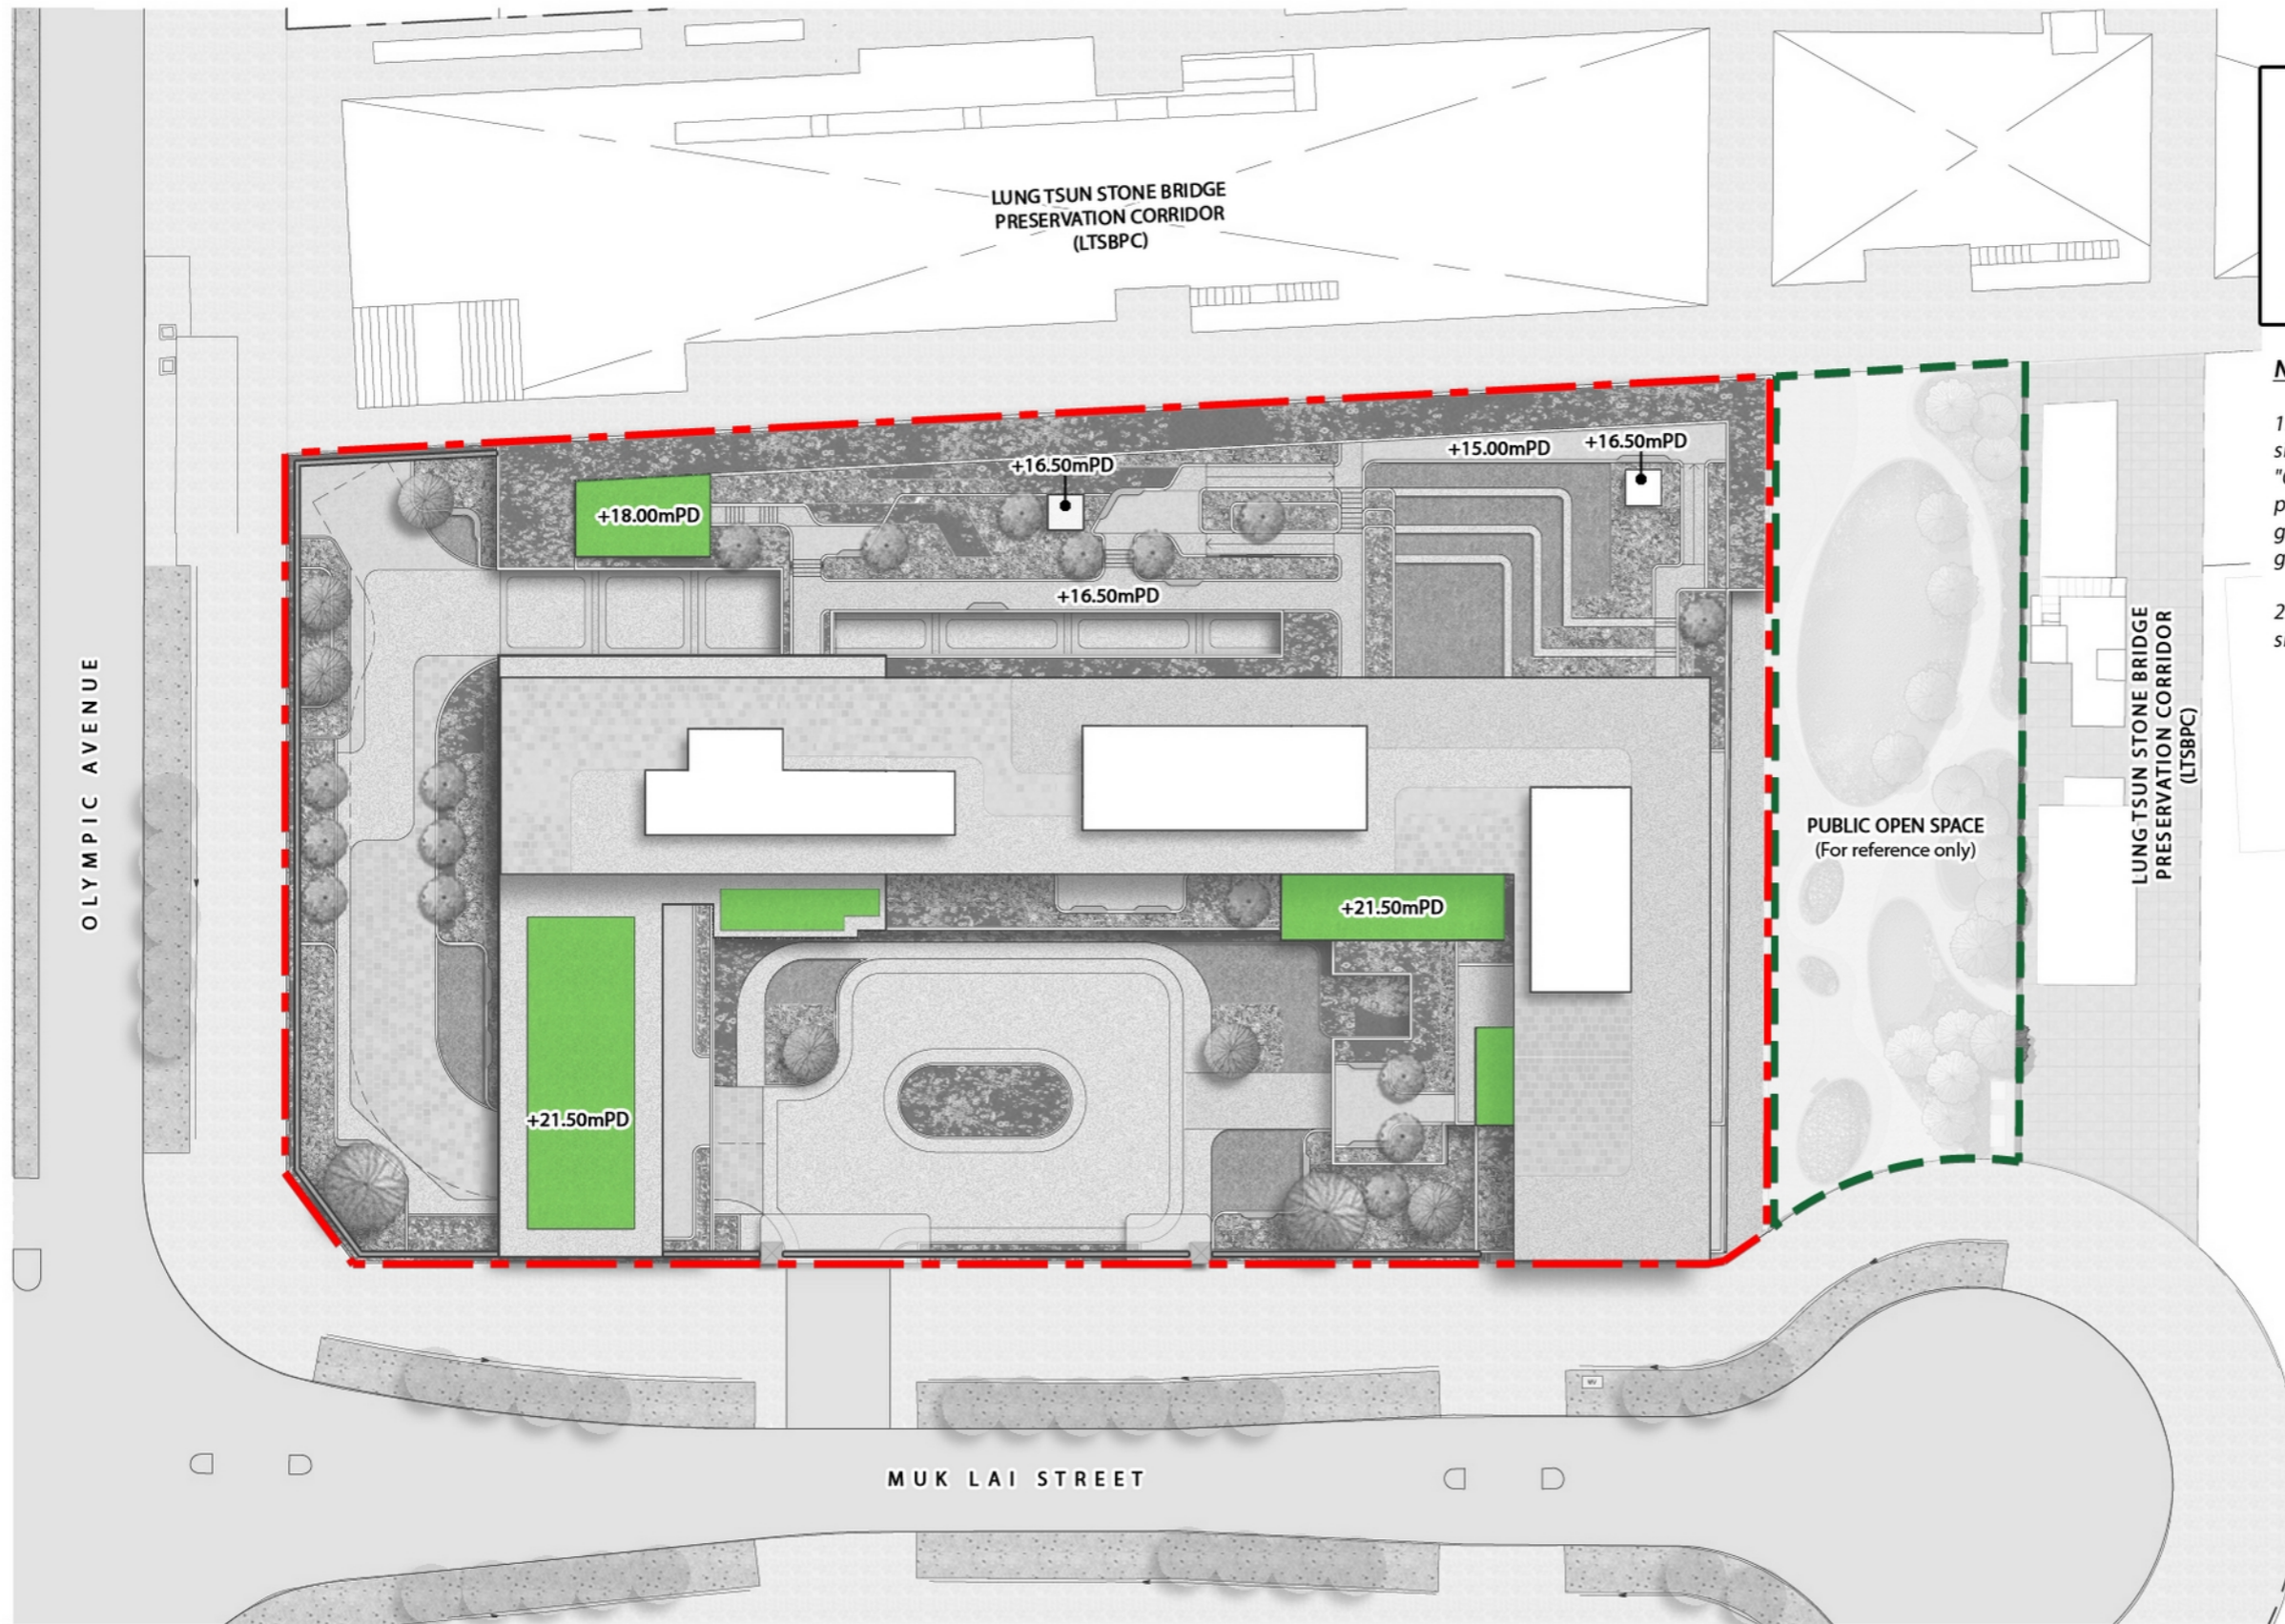 LUNG TSUN STONE BRIDGE
PRESERVATION CORRIDOR
(LTSBPC)
+15.00mPD
+16.50mPD
+16.50mPD
+18.00mPD
+16.50mPD
OLYMPIC AVENUE
PUBLIC OPEN SPACE
(For reference only)
LUNG TSUN STONE BRIDGE
PRESERVATION CORRIDOR
(LTSBPC)
+21.50mPD
+21.50mPD
MUK LAI STREET